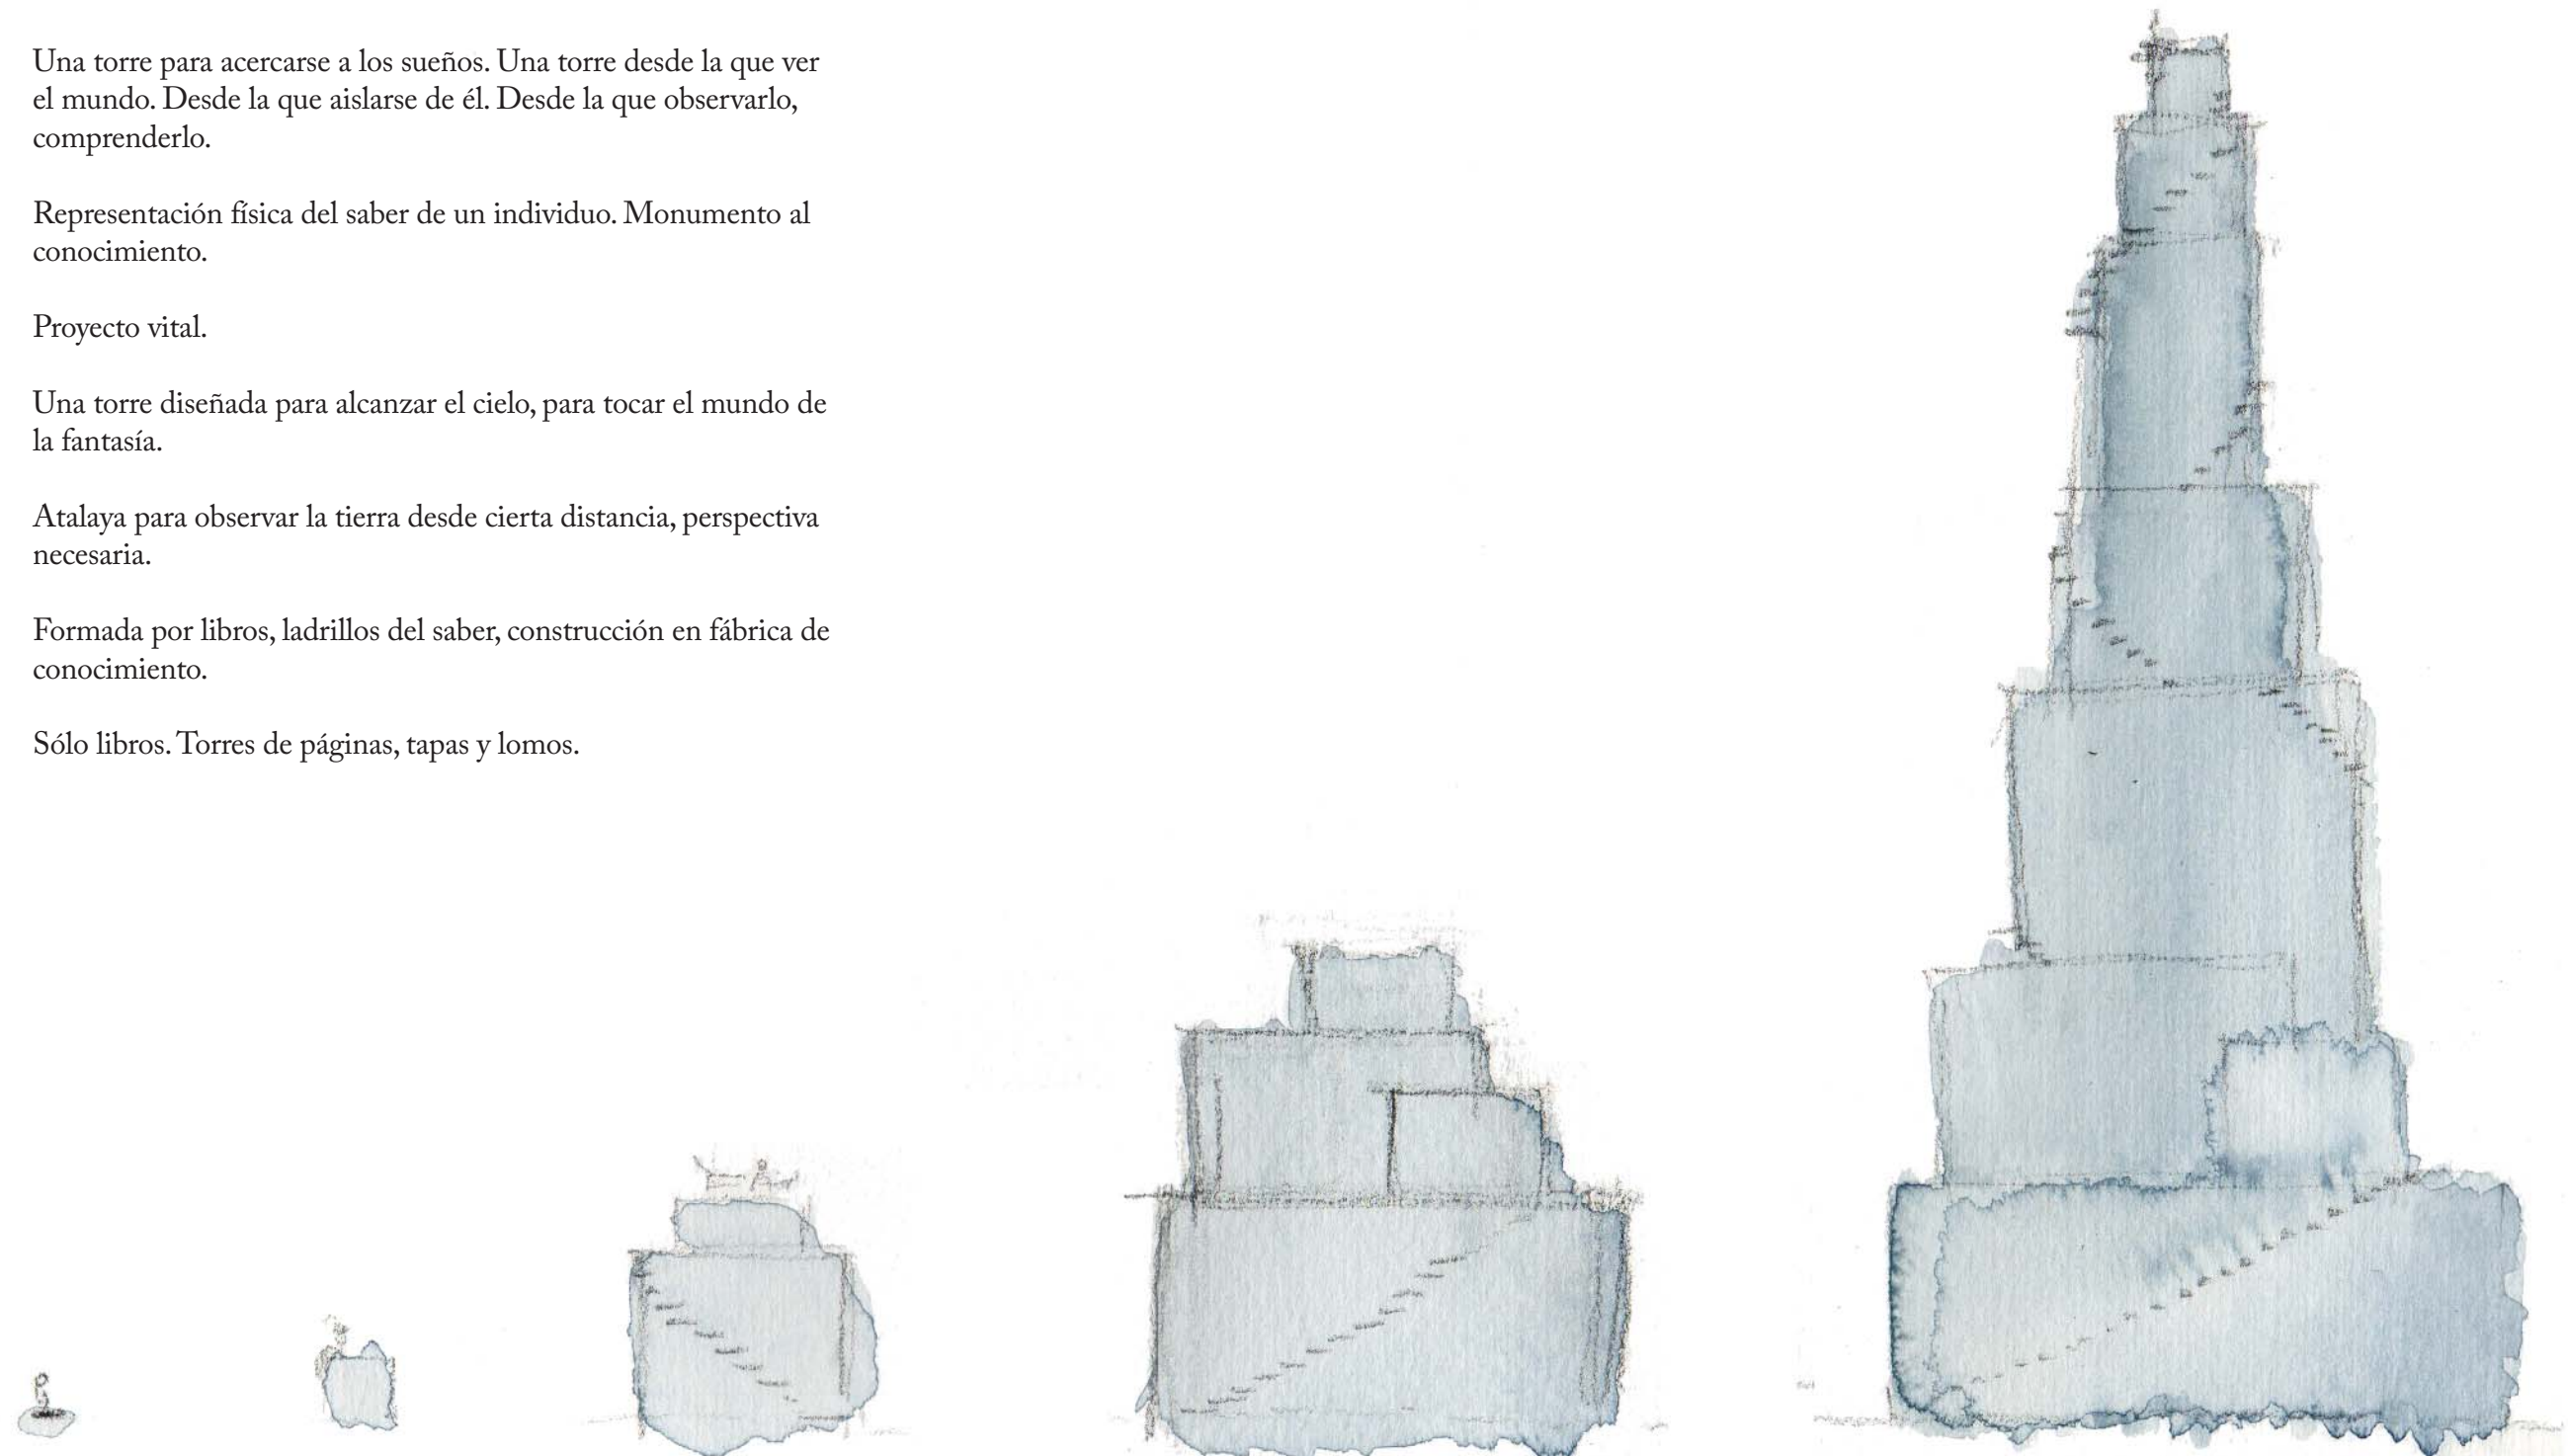 Una torre para acercarse a los sueños. Una torre desde la que ver
el mundo. Desde la que aislarse de él. Desde la que observarlo,
comprenderlo.
Representación física del saber de un individuo. Monumento al
conocimiento.
Proyecto vital.
Una torre diseñada para alcanzar el cielo, para tocar el mundo de
la fantasía.
Atalaya para observar la tierra desde cierta distancia, perspectiva
necesaria.
Formada por libros, ladrillos del saber, construcción en fábrica de
conocimiento.
Sólo libros. Torres de páginas, tapas y lomos.